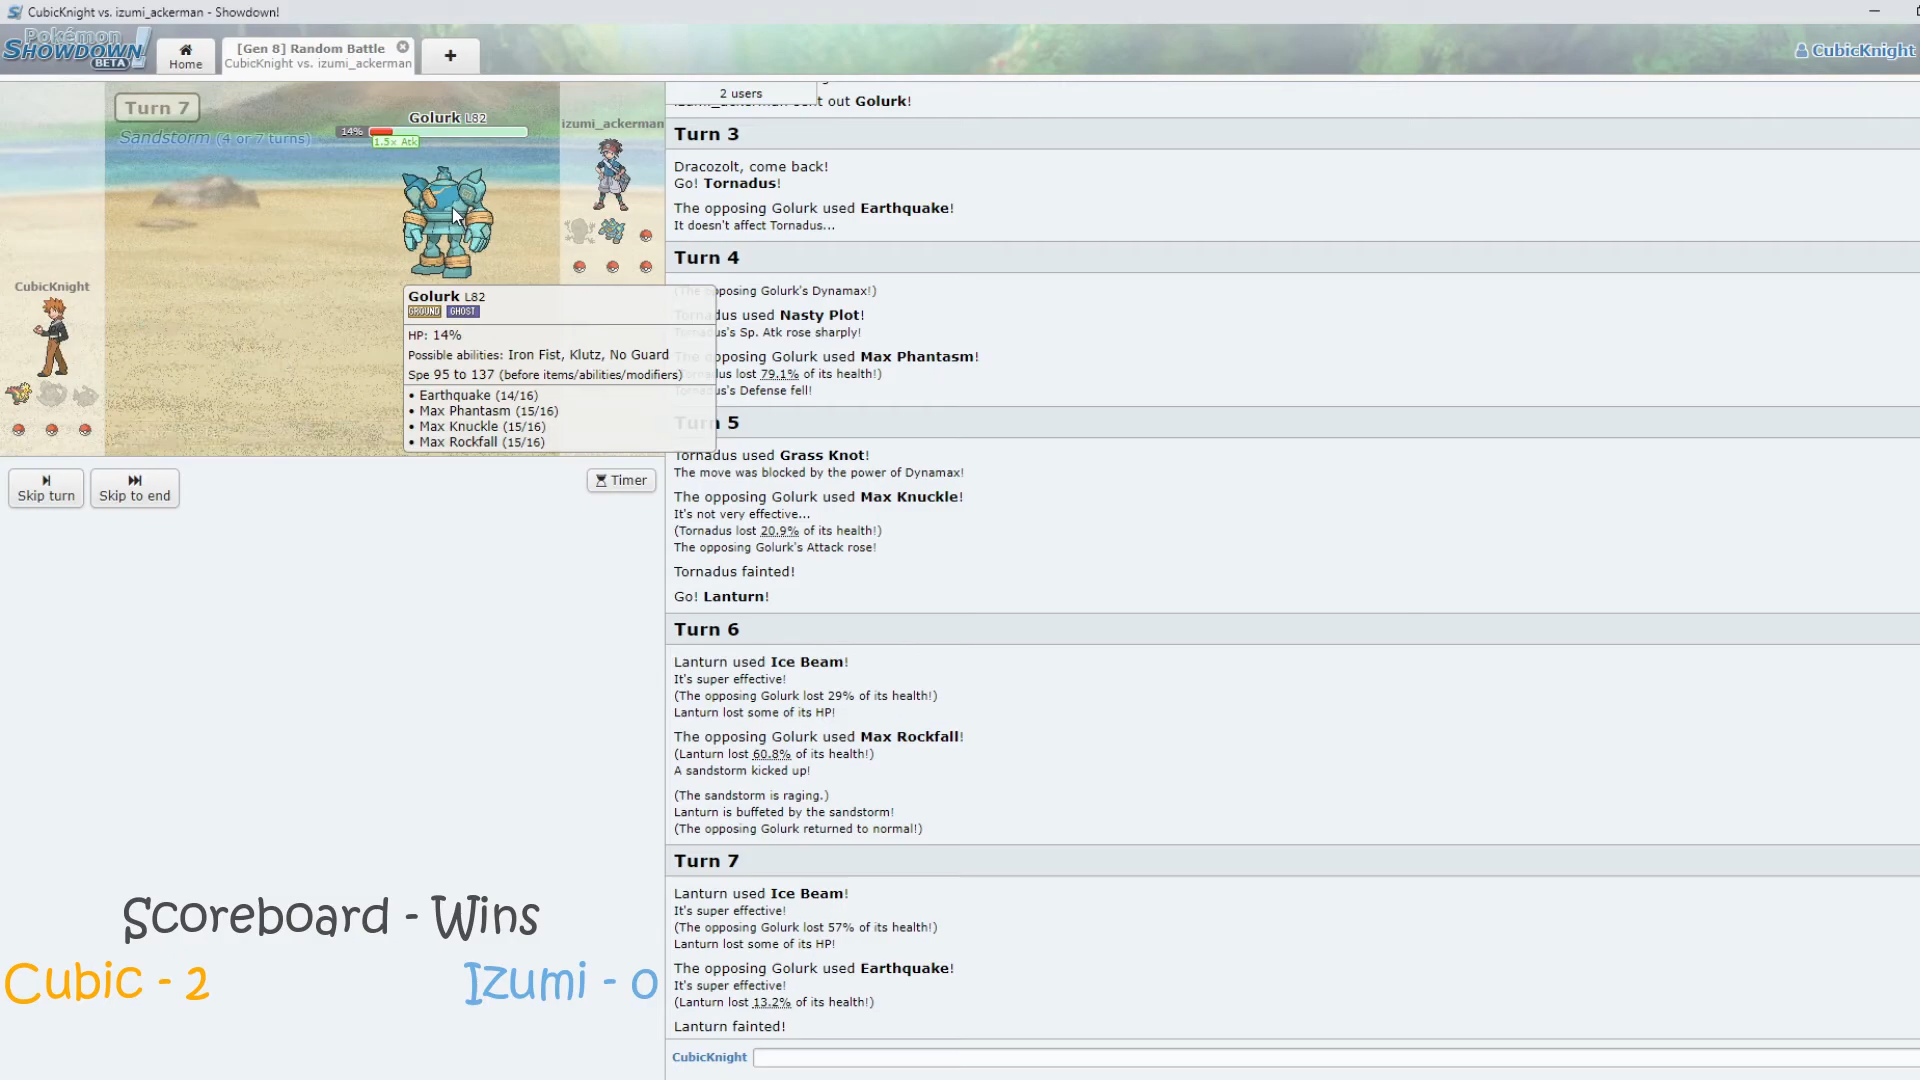 CubicKnight vs. izumi_ackerman - Showdown!
Pokémon
SHOWDOWN!
BETA
Home
[Gen 8] Random Battle
CubicKnight vs. izumi_ackerman
+
CubicKnight
Turn 7
Sandstorm (4 or 7 turns)
Golurk L82
14%
1.5× Atk
izumi_ackerman
CubicKnight
Golurk L82
GROUND GHOST
HP: 14%
Possible abilities: Iron Fist, Klutz, No Guard
Spe 95 to 137 (before items/abilities/modifiers)
• Earthquake (14/16)
• Max Phantasm (15/16)
• Max Knuckle (15/16)
• Max Rockfall (15/16)
Skip turn
Skip to end
Timer
Scoreboard - Wins
Cubic - 2
Izumi - 0
2 users
out Golurk!
Turn 3
Dracozolt, come back!
Go! Tornadus!
The opposing Golurk used Earthquake!
It doesn't affect Tornadus...
Turn 4
(The opposing Golurk's Dynamax!)
Tornadus used Nasty Plot!
Tornadus's Sp. Atk rose sharply!
The opposing Golurk used Max Phantasm!
(Tornadus lost 79.1% of its health!)
Tornadus's Defense fell!
Turn 5
Tornadus used Grass Knot!
The move was blocked by the power of Dynamax!
The opposing Golurk used Max Knuckle!
It's not very effective...
(Tornadus lost 20.9% of its health!)
The opposing Golurk's Attack rose!
Tornadus fainted!
Go! Lanturn!
Turn 6
Lanturn used Ice Beam!
It's super effective!
(The opposing Golurk lost 29% of its health!)
Lanturn lost some of its HP!
The opposing Golurk used Max Rockfall!
(Lanturn lost 60.8% of its health!)
A sandstorm kicked up!
(The sandstorm is raging.)
Lanturn is buffeted by the sandstorm!
(The opposing Golurk returned to normal!)
Turn 7
Lanturn used Ice Beam!
It's super effective!
(The opposing Golurk lost 57% of its health!)
Lanturn lost some of its HP!
The opposing Golurk used Earthquake!
It's super effective!
(Lanturn lost 13.2% of its health!)
Lanturn fainted!
CubicKnight